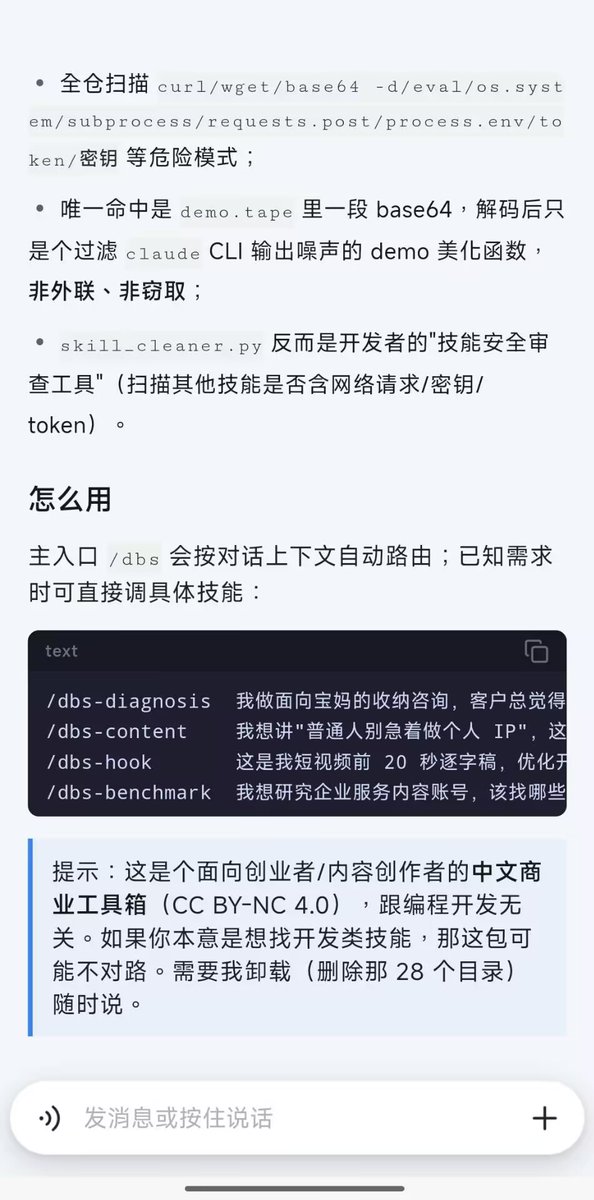 • 全仓扫描 curl/wget/base64 -d/eval/os.syst
em/subprocess/requests.post/process.env/to
ken/密钥 等危险模式；
• 唯一命中是 demo.tape 里一段 base64，解码后只
是个过滤 claude CLI 输出噪声的 demo 美化函数，
非外联、非窃取；
• skill_cleaner.py 反而是开发者的"技能安全审
查工具"（扫描其他技能是否含网络请求/密钥/
token）。
怎么用
主入口 /dbs 会按对话上下文自动路由；已知需求
时可直接调具体技能：
text
/dbs-diagnosis 我做面向宝妈的收纳咨询，客户总觉得
/dbs-content 我想讲"普通人别急着做个人 IP"，这
/dbs-hook 这是我短视频前 20 秒逐字稿，优化开
/dbs-benchmark 我想研究企业服务内容账号，该找哪些
提示：这是个面向创业者/内容创作者的中文商
业工具箱（CC BY-NC 4.0），跟编程开发无
关。如果你本意是想找开发类技能，那这包可
能不对路。需要我卸载（删除那 28 个目录）
随时说。
发消息或按住说话